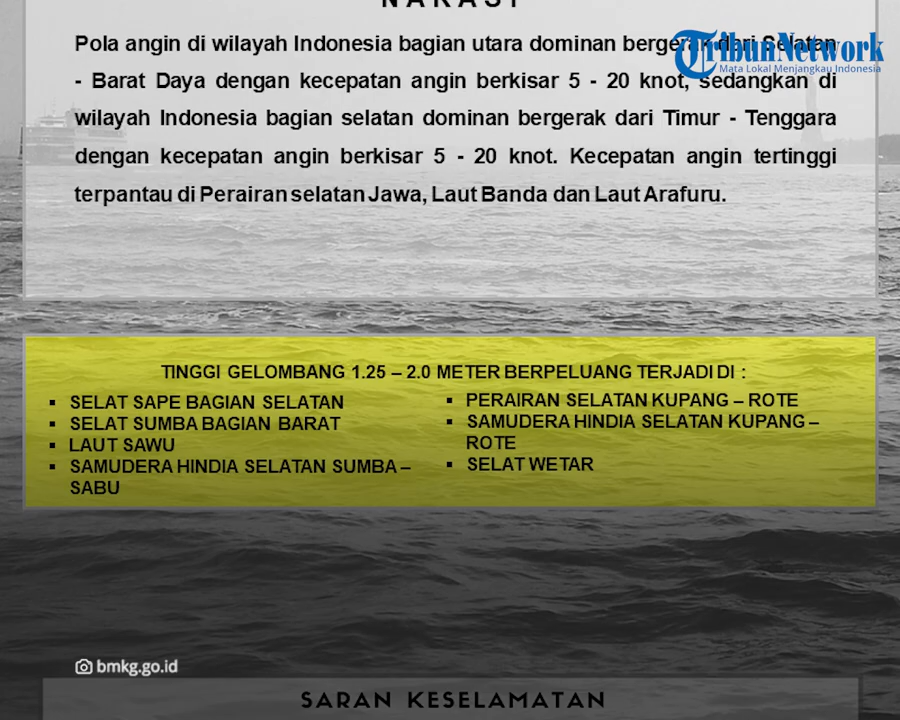 NARASI
Pola angin di wilayah Indonesia bagian utara dominan bergerak dari Selatan
- Barat Daya dengan kecepatan angin berkisar 5 - 20 knot, sedangkan di
wilayah Indonesia bagian selatan dominan bergerak dari Timur - Tenggara
dengan kecepatan angin berkisar 5 - 20 knot. Kecepatan angin tertinggi
terpantau di Perairan selatan Jawa, Laut Banda dan Laut Arafuru.
TribunNetwork
Mata Lokal Menjangkau Indonesia
TINGGI GELOMBANG 1.25 – 2.0 METER BERPELUANG TERJADI DI :
▪ SELAT SAPE BAGIAN SELATAN
▪ SELAT SUMBA BAGIAN BARAT
▪ LAUT SAWU
▪ SAMUDERA HINDIA SELATAN SUMBA –
SABU
▪ PERAIRAN SELATAN KUPANG – ROTE
▪ SAMUDERA HINDIA SELATAN KUPANG –
ROTE
▪ SELAT WETAR
bmkg.go.id
SARAN KESELAMATAN